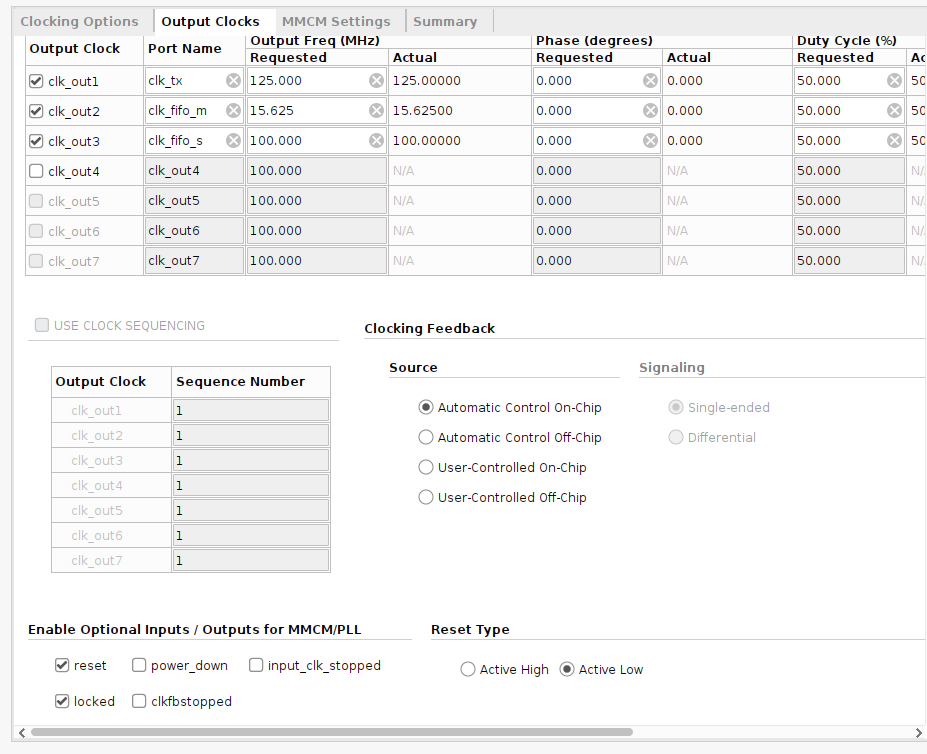 Clocking Options Output Clocks MMCM Settings Summary
Output Clock Port Name Output Freq (MHz) Phase (degrees) Duty Cycle (%)
Requested Actual Requested Actual Requested
clk_out1 clk_tx 125.000 125.00000 0.000 0.000 50.000 50
clk_out2 clk_fifo_m 15.625 15.62500 0.000 0.000 50.000 50
clk_out3 clk_fifo_s 100.000 100.00000 0.000 0.000 50.000 50
clk_out4 clk_out4 100.000 N/A 0.000 N/A 50.000 N/
clk_out5 clk_out5 100.000 N/A 0.000 N/A 50.000 N/
clk_out6 clk_out6 100.000 N/A 0.000 N/A 50.000 N/
clk_out7 clk_out7 100.000 N/A 0.000 N/A 50.000 N/
USE CLOCK SEQUENCING
Output Clock Sequence Number
clk_out1 1
clk_out2 1
clk_out3 1
clk_out4 1
clk_out5 1
clk_out6 1
clk_out7 1
Clocking Feedback
Source
Automatic Control On-Chip
Automatic Control Off-Chip
User-Controlled On-Chip
User-Controlled Off-Chip
Signaling
Single-ended
Differential
Enable Optional Inputs / Outputs for MMCM/PLL
reset power_down input_clk_stopped
locked clkfbstopped
Reset Type
Active High Active Low